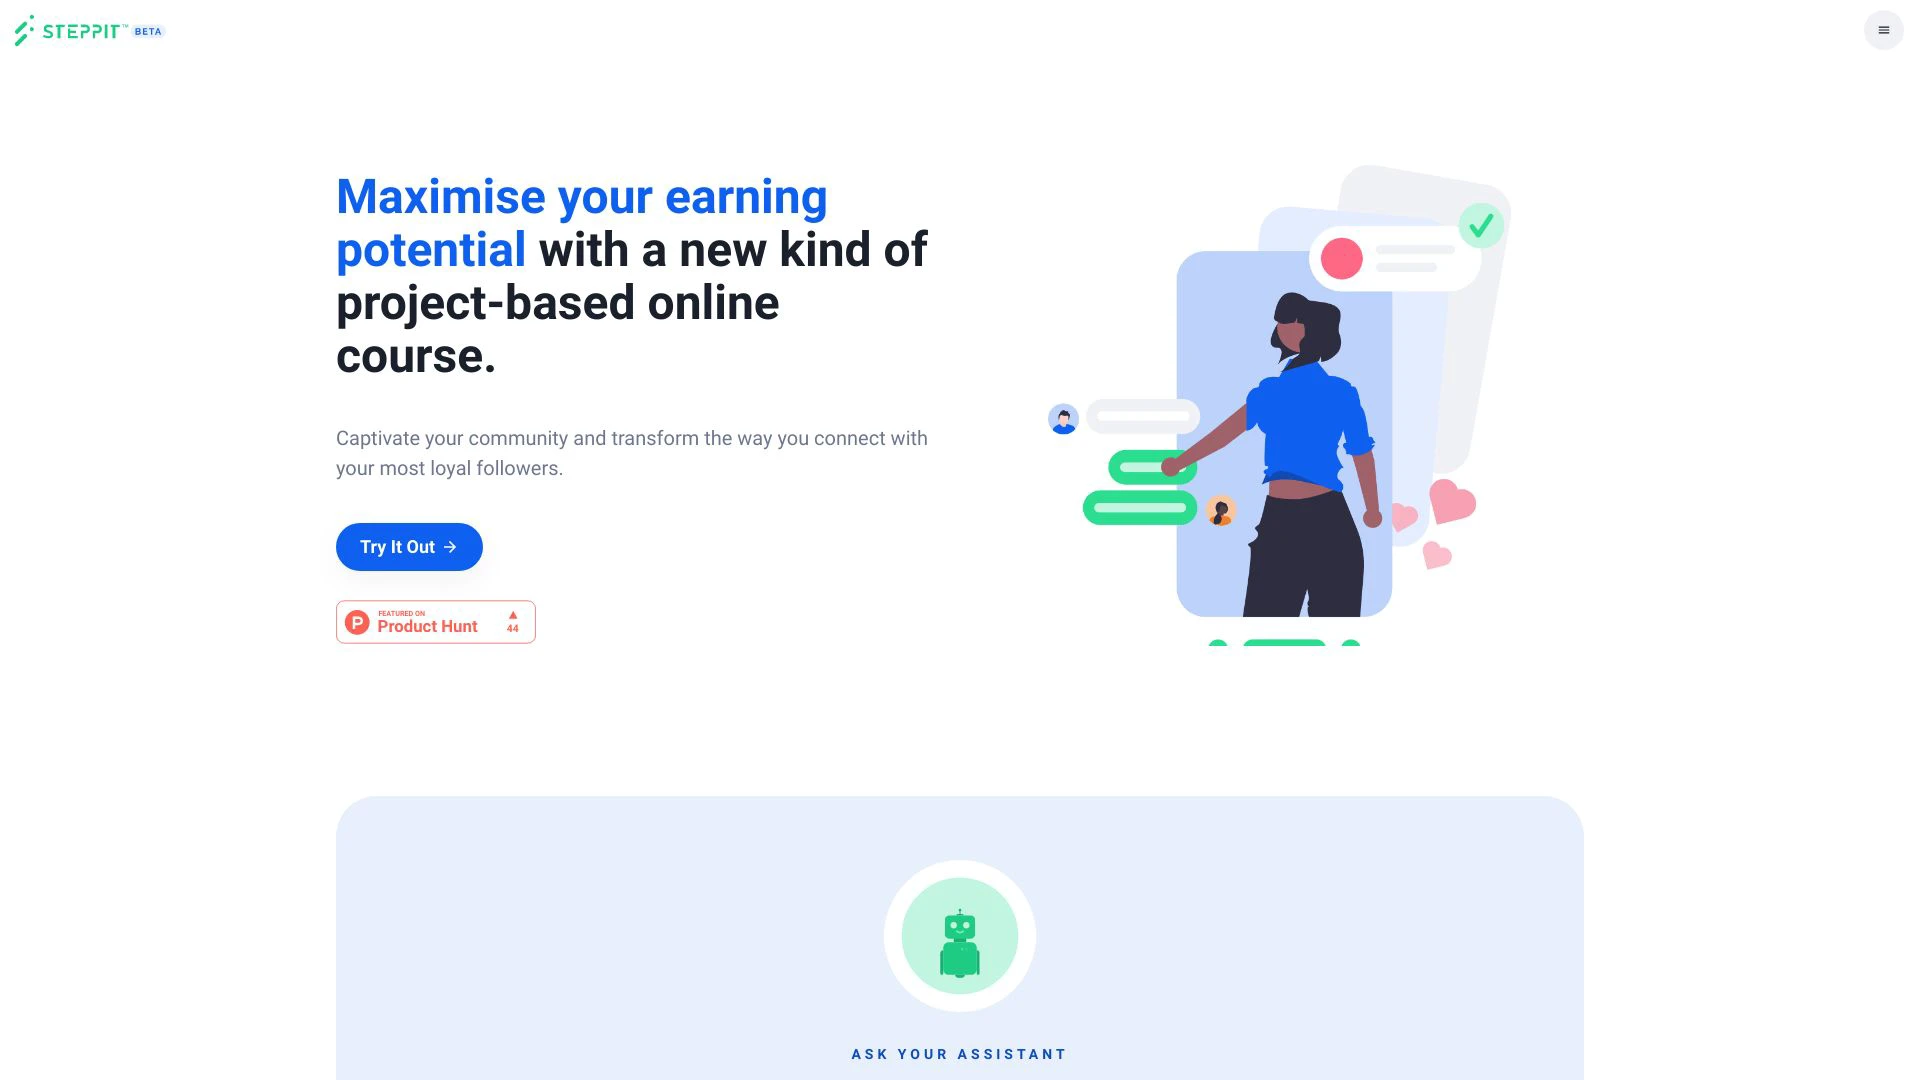 STEPPIT™ BETA
Maximise your earning
potential with a new kind of
project-based online
course.
Captivate your community and transform the way you connect with
your most loyal followers.
Try It Out →
FEATURED ON
Product Hunt
▲
44
ASK YOUR ASSISTANT